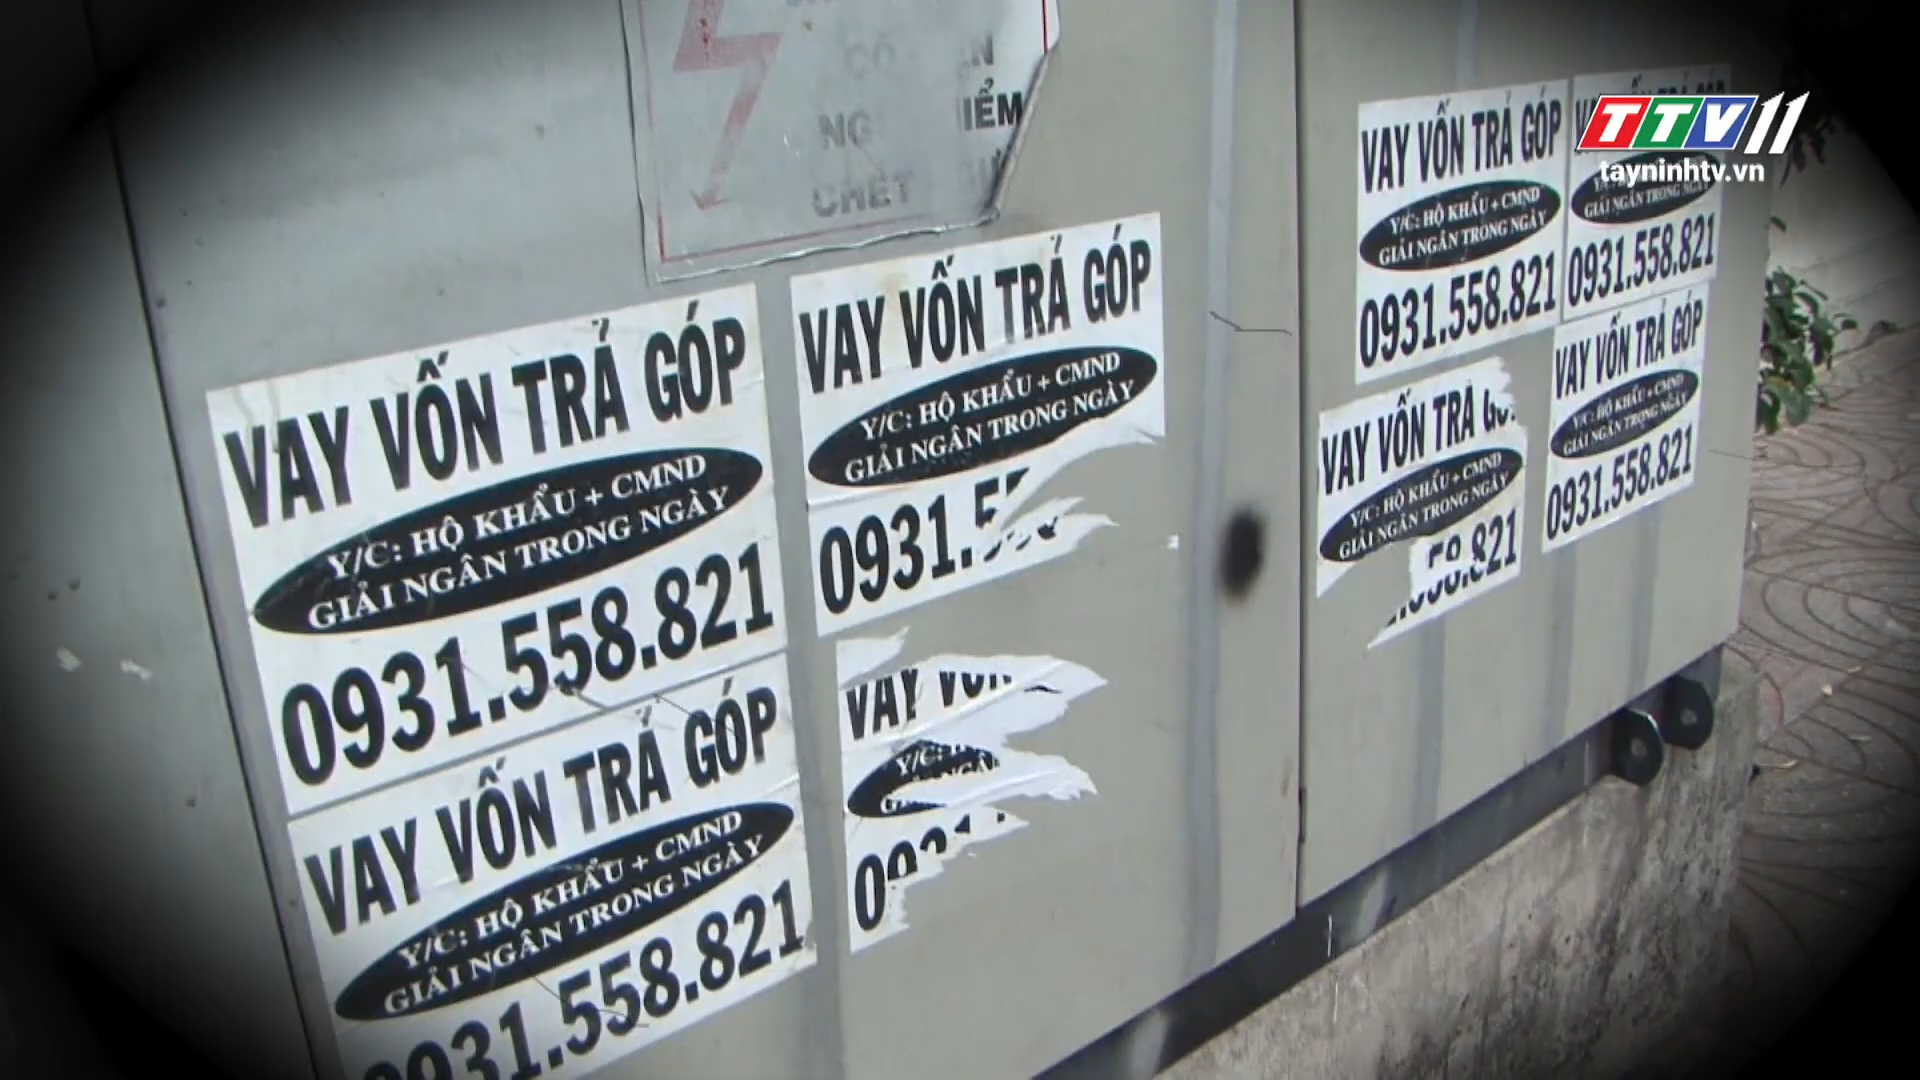 CHẾT
VAY VỐN TRẢ GÓP
Y/C: HỘ KHẨU + CMND
GIẢI NGÂN TRONG NGÀY
0931.558.821
VAY VỐN TRẢ GÓP
Y/C: HỘ KHẨU + CMND
GIẢI NGÂN TRONG NGÀY
0931.558.821
VAY VỐN TRẢ GÓP
Y/C: HỘ KHẨU + CMND
GIẢI NGÂN TRONG NGÀY
VAY VỐN
Y/C:
VAY VỐN TRẢ GÓP
Y/C: HỘ KHẨU + CMND
GIẢI NGÂN TRONG NGÀY
0931.558.821
TTV11
tayninhtv.vn
GIẢI NGÂN TRONG NGÀY
0931.558.821
VAY VỐN TRẢ
Y/C: HỘ KHẨU + CMND
GIẢI NGÂN TRONG NGÀY
VAY VỐN TRẢ GÓP
Y/C: HỘ KHẨU + CMND
GIẢI NGÂN TRONG NGÀY
0931.558.821